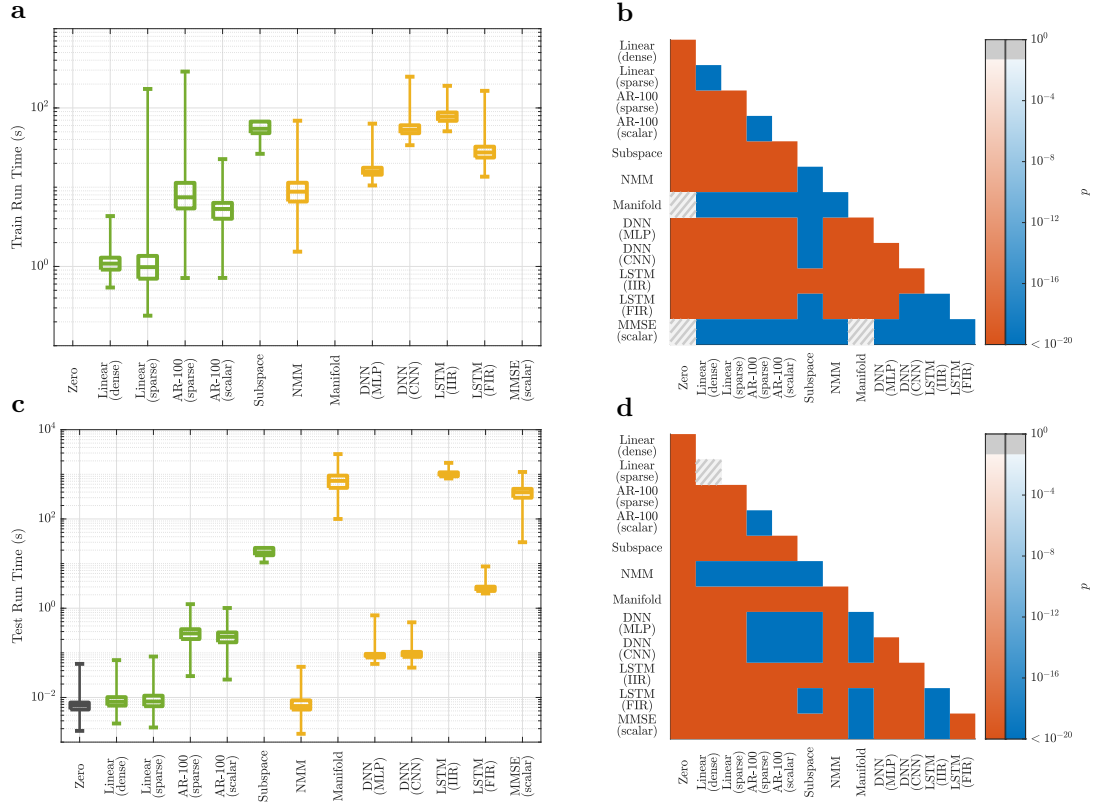 a
Train Run Time (s)
10^2
10^0
Zero
Linear
(dense)
Linear
(sparse)
AR-100
(sparse)
AR-100
(scalar)
Subspace
NMM
Manifold
DNN
(MLP)
DNN
(CNN)
LSTM
(IIR)
LSTM
(FIR)
MMSE
(scalar)
b
Linear
(dense)
Linear
(sparse)
AR-100
(sparse)
AR-100
(scalar)
Subspace
NMM
Manifold
DNN
(MLP)
DNN
(CNN)
LSTM
(IIR)
LSTM
(FIR)
MMSE
(scalar)
Zero
Linear
(dense)
Linear
(sparse)
AR-100
(sparse)
AR-100
(scalar)
Subspace
NMM
Manifold
DNN
(MLP)
DNN
(CNN)
LSTM
(IIR)
LSTM
(FIR)
10^0
10^-4
10^-8
10^-12
10^-16
< 10^-20
p
c
Test Run Time (s)
10^4
10^2
10^0
10^-2
Zero
Linear
(dense)
Linear
(sparse)
AR-100
(sparse)
AR-100
(scalar)
Subspace
NMM
Manifold
DNN
(MLP)
DNN
(CNN)
LSTM
(IIR)
LSTM
(FIR)
MMSE
(scalar)
d
Linear
(dense)
Linear
(sparse)
AR-100
(sparse)
AR-100
(scalar)
Subspace
NMM
Manifold
DNN
(MLP)
DNN
(CNN)
LSTM
(IIR)
LSTM
(FIR)
MMSE
(scalar)
Zero
Linear
(dense)
Linear
(sparse)
AR-100
(sparse)
AR-100
(scalar)
Subspace
NMM
Manifold
DNN
(MLP)
DNN
(CNN)
LSTM
(IIR)
LSTM
(FIR)
10^0
10^-4
10^-8
10^-12
10^-16
< 10^-20
p